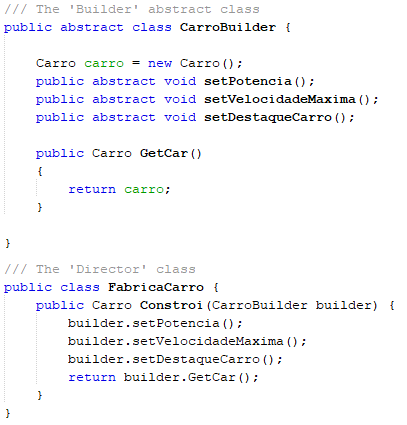 /// The 'Builder' abstract class
public abstract class CarroBuilder {
Carro carro = new Carro();
public abstract void setPotencia();
public abstract void setVelocidadeMaxima();
public abstract void setDestaqueCarro();
public Carro GetCar()
{
return carro;
}
}
/// The 'Director' class
public class FabricaCarro {
public Carro Constroi(CarroBuilder builder) {
builder.setPotencia();
builder.setVelocidadeMaxima();
builder.setDestaqueCarro();
return builder.GetCar();
}
}